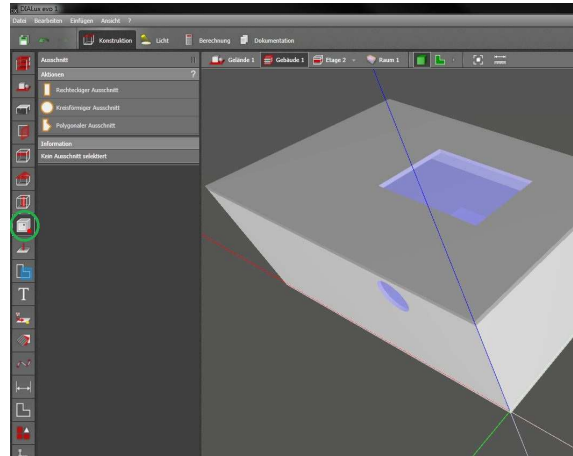 DIALux evo 1
Datei Bearbeiten Einfügen Ansicht ?
Konstruktion Licht Berechnung Dokumentation
Ausschnitt
Gelände 1 Gebäude 1 Etage 2 Raum 1
Aktionen ?
Rechteckiger Ausschnitt
Kreisförmiger Ausschnitt
Polygonaler Ausschnitt
Information
Kein Ausschnitt selektiert
T